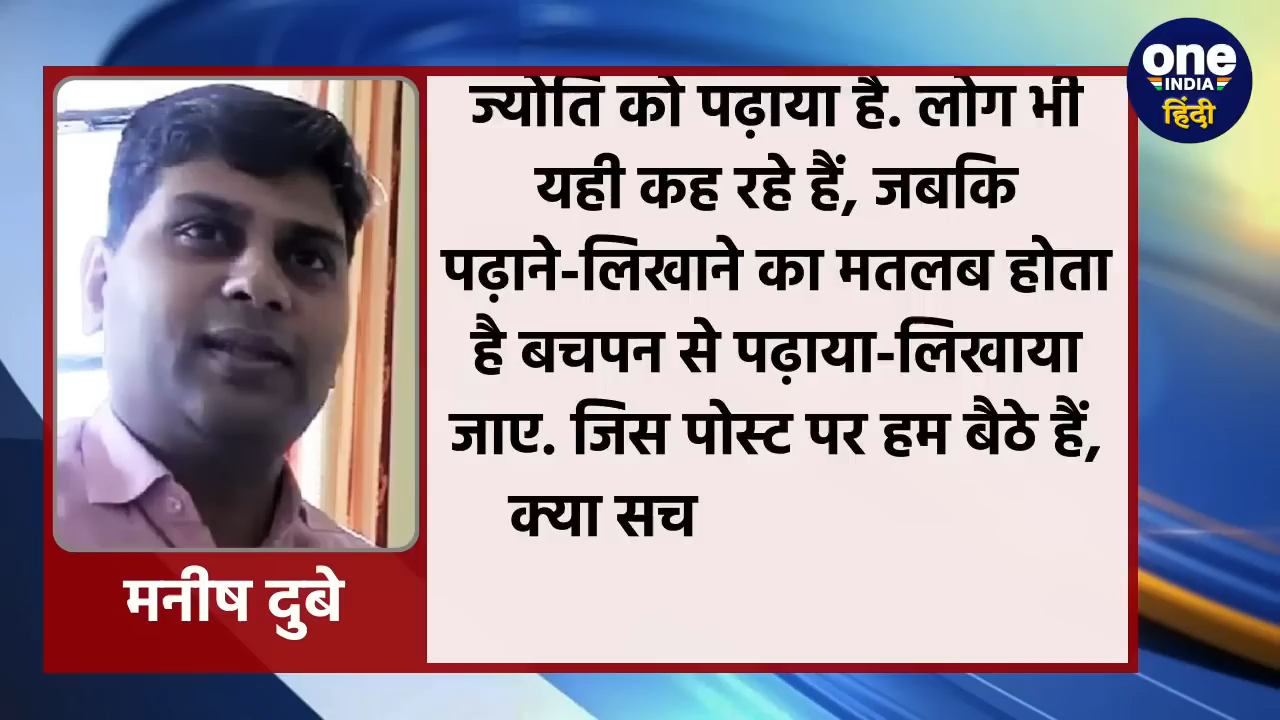 one
INDIA
हिंदी
ज्योति को पढ़ाया है. लोग भी
यही कह रहे हैं, जबकि
पढ़ाने-लिखाने का मतलब होता
है बचपन से पढ़ाया-लिखाया
जाए. जिस पोस्ट पर हम बैठे हैं,
क्या सच
मनीष दुबे